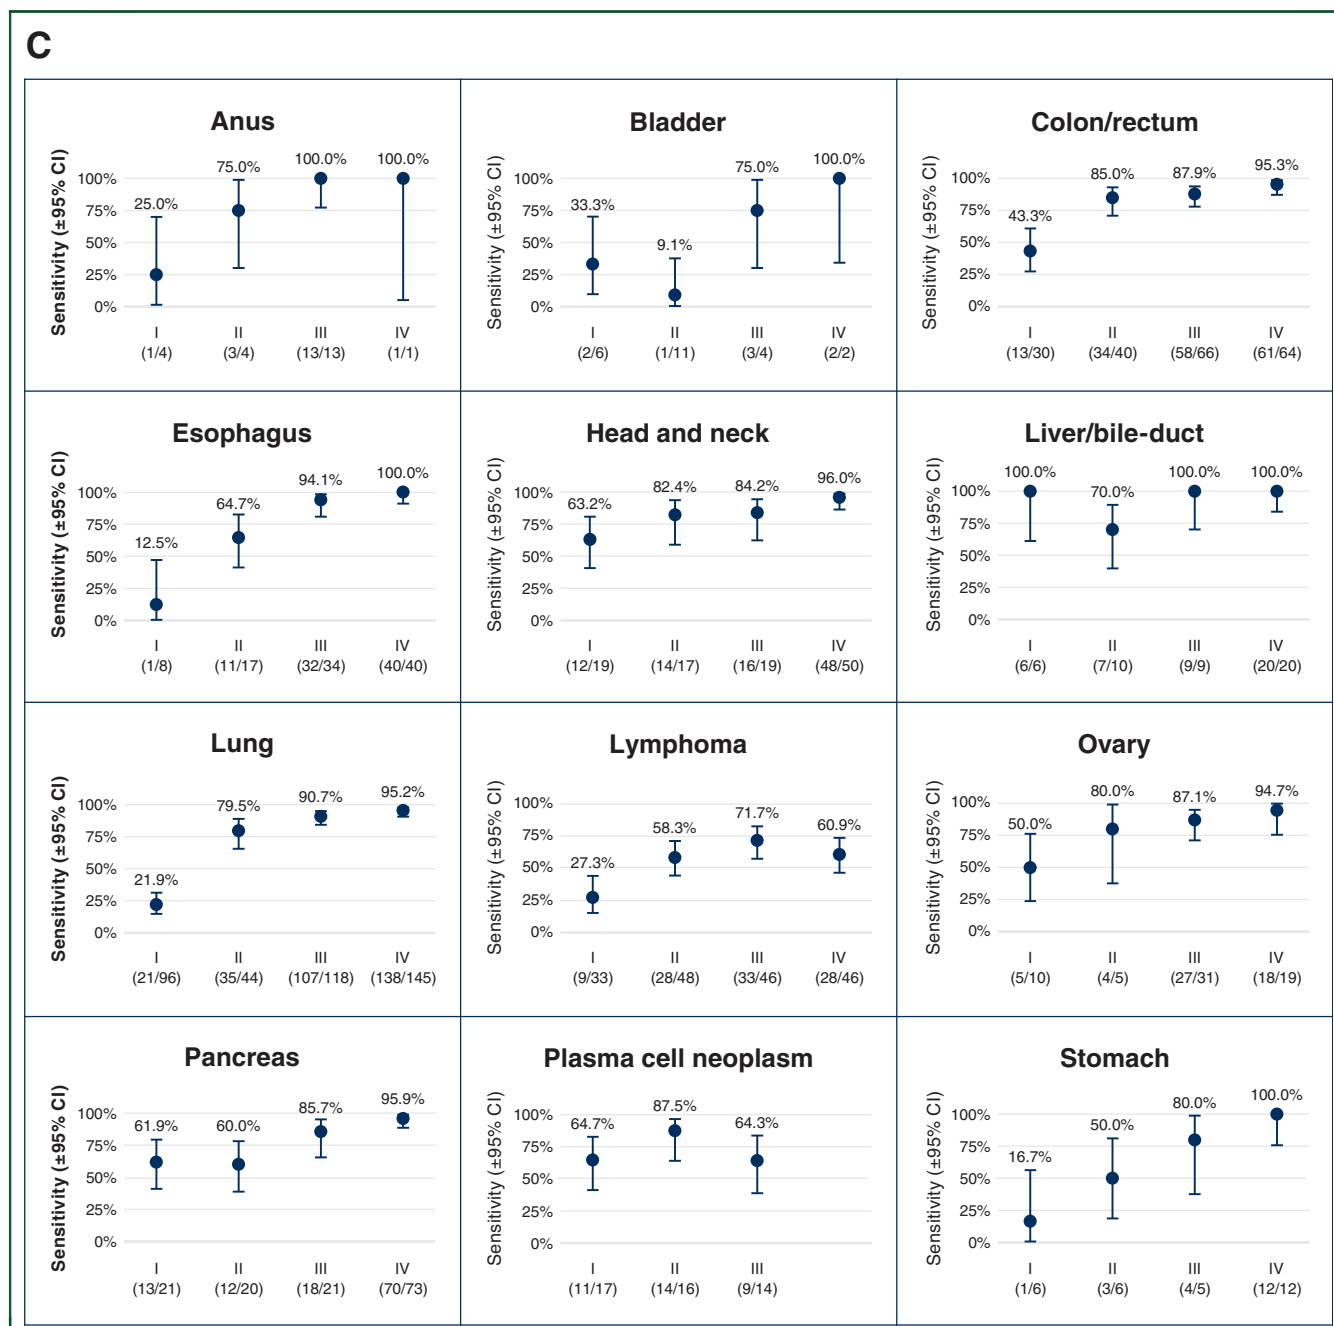 C
Anus
Sensitivity (±95% CI)
100%
75%
50%
25%
0%
25.0%
75.0%
100.0%
100.0%
I
II
III
IV
(1/4)
(3/4)
(13/13)
(1/1)
Bladder
Sensitivity (±95% CI)
100%
75%
50%
25%
0%
33.3%
9.1%
75.0%
100.0%
I
II
III
IV
(2/6)
(1/11)
(3/4)
(2/2)
Colon/rectum
Sensitivity (±95% CI)
100%
75%
50%
25%
0%
43.3%
85.0%
87.9%
95.3%
I
II
III
IV
(13/30)
(34/40)
(58/66)
(61/64)
Esophagus
Sensitivity (±95% CI)
100%
75%
50%
25%
0%
12.5%
64.7%
94.1%
100.0%
I
II
III
IV
(1/8)
(11/17)
(32/34)
(40/40)
Head and neck
Sensitivity (±95% CI)
100%
75%
50%
25%
0%
63.2%
82.4%
84.2%
96.0%
I
II
III
IV
(12/19)
(14/17)
(16/19)
(48/50)
Liver/bile-duct
Sensitivity (±95% CI)
100%
75%
50%
25%
0%
100.0%
70.0%
100.0%
100.0%
I
II
III
IV
(6/6)
(7/10)
(9/9)
(20/20)
Lung
Sensitivity (±95% CI)
100%
75%
50%
25%
0%
21.9%
79.5%
90.7%
95.2%
I
II
III
IV
(21/96)
(35/44)
(107/118)
(138/145)
Lymphoma
Sensitivity (±95% CI)
100%
75%
50%
25%
0%
27.3%
58.3%
71.7%
60.9%
I
II
III
IV
(9/33)
(28/48)
(33/46)
(28/46)
Ovary
Sensitivity (±95% CI)
100%
75%
50%
25%
0%
50.0%
80.0%
87.1%
94.7%
I
II
III
IV
(5/10)
(4/5)
(27/31)
(18/19)
Pancreas
Sensitivity (±95% CI)
100%
75%
50%
25%
0%
61.9%
60.0%
85.7%
95.9%
I
II
III
IV
(13/21)
(12/20)
(18/21)
(70/73)
Plasma cell neoplasm
Sensitivity (±95% CI)
100%
75%
50%
25%
0%
64.7%
87.5%
64.3%
I
II
III
(11/17)
(14/16)
(9/14)
Stomach
Sensitivity (±95% CI)
100%
75%
50%
25%
0%
16.7%
50.0%
80.0%
100.0%
I
II
III
IV
(1/6)
(3/6)
(4/5)
(12/12)